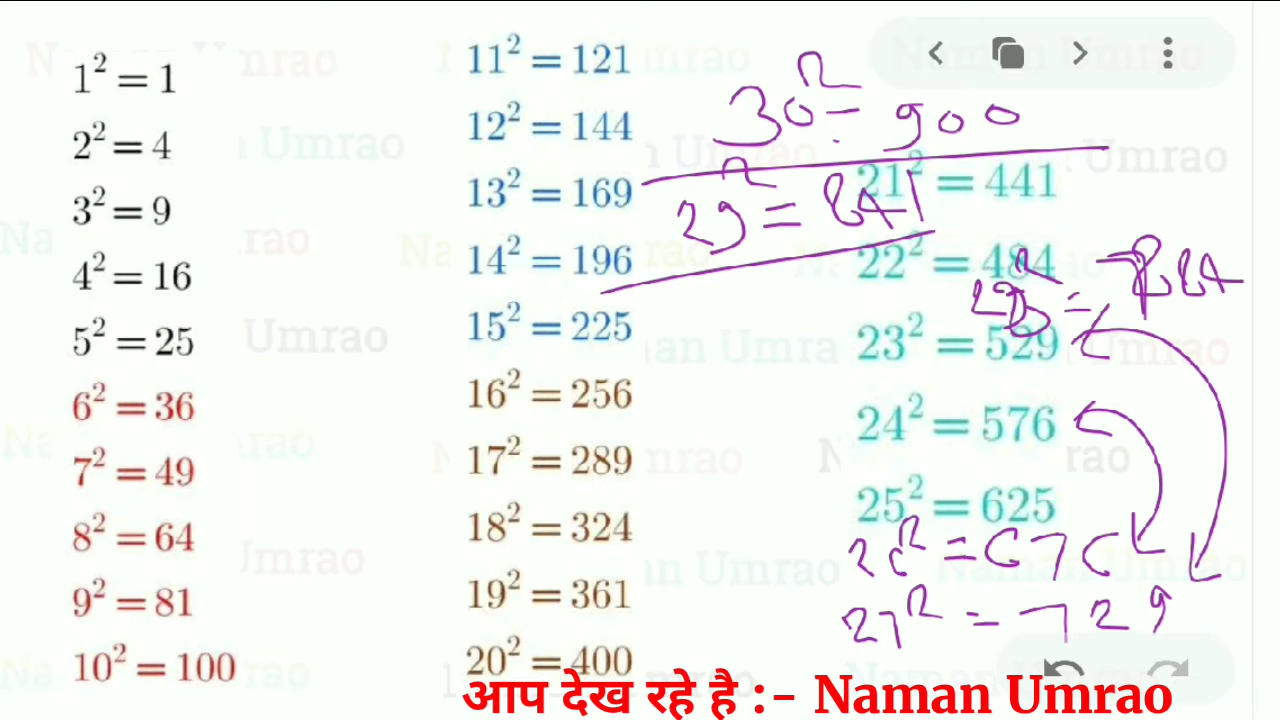 1² = 1
2² = 4
3² = 9
4² = 16
5² = 25
6² = 36
7² = 49
8² = 64
9² = 81
10² = 100
11² = 121
12² = 144
13² = 169
14² = 196
15² = 225
16² = 256
17² = 289
18² = 324
19² = 361
20² = 400
30² = 900
29² = 841
21² = 441
22² = 484
28² = 784
23² = 529
24² = 576
25² = 625
26² = 676
27² = 729
आप देख रहे है :- Naman Umrao